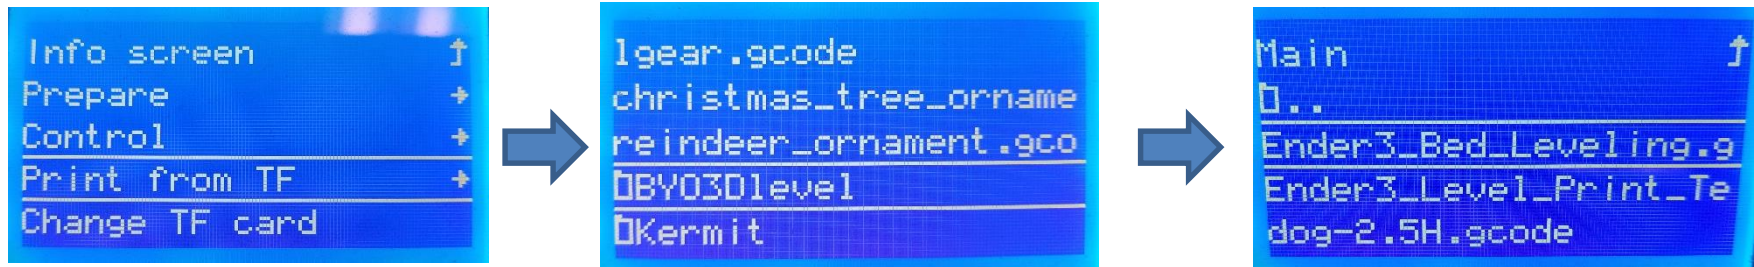 Info screen
Prepare
Control
Print from TF
Change TF card
1gear.gcode
christmas_tree_orname
reindeer_ornament.gco
BYO3Dlevel
Kermit
Main
..
Ender3_Bed_Leveling.g
Ender3_Level_Print_Te
dog-2.5H.gcode